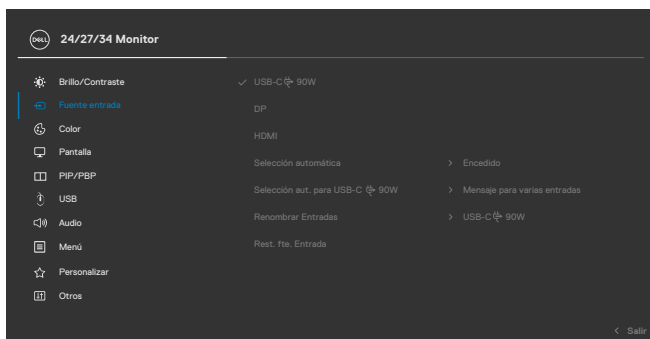 DELL 24/27/34 Monitor
Brillo/Contraste
USB-C 90W
Fuente entrada
DP
Color
HDMI
Pantalla
Selección automática > Encedido
PIP/PBP
Selección aut. para USB-C 90W > Mensaje para varias entradas
USB
Renombrar Entradas > USB-C 90W
Audio
Rest. fte. Entrada
Menú
Personalizar
Otros
< Salir